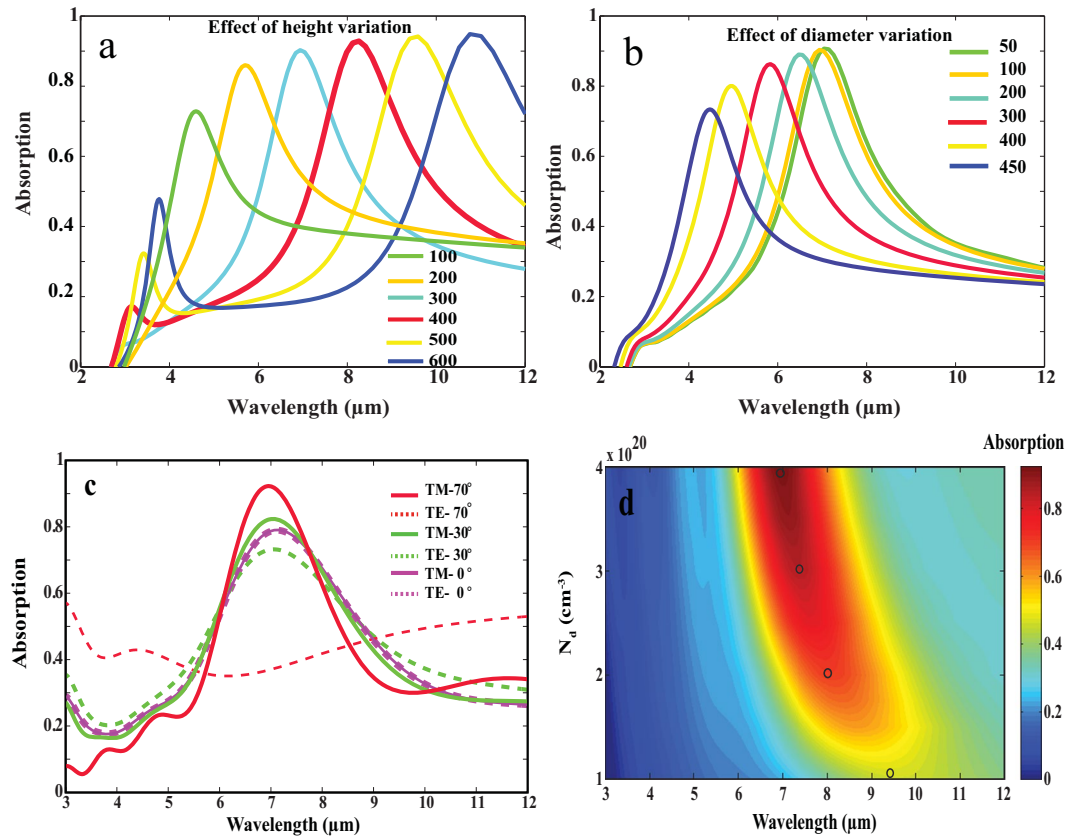 a
Effect of height variation
Absorption
1
0.8
0.6
0.4
0.2
0
100
200
300
400
500
600
2 4 6 8 10 12
Wavelength (µm)
b
Effect of diameter variation
Absorption
1
0.8
0.6
0.4
0.2
0
50
100
200
300
400
450
2 4 6 8 10 12
Wavelength (µm)
c
Absorption
1
0.8
0.6
0.4
0.2
0
TM-70°
TE- 70°
TM-30°
TE- 30°
TM- 0°
TE- 0°
3 4 5 6 7 8 9 10 11 12
Wavelength (µm)
x 10²⁰
Absorption
d
N_d (cm⁻³)
4
3
2
1
3 4 5 6 7 8 9 10 11 12
Wavelength (µm)
0.8
0.6
0.4
0.2
0